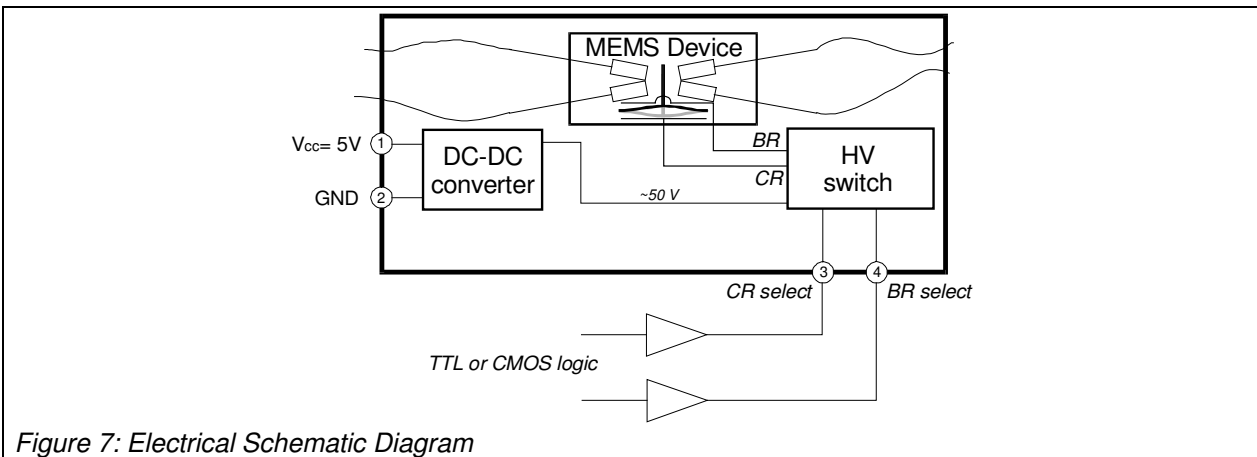 MEMS Device
Vcc= 5V
1
DC-DC
converter
GND
2
BR
CR
HV
switch
~50 V
3
4
CR select
BR select
TTL or CMOS logic
Figure 7: Electrical Schematic Diagram